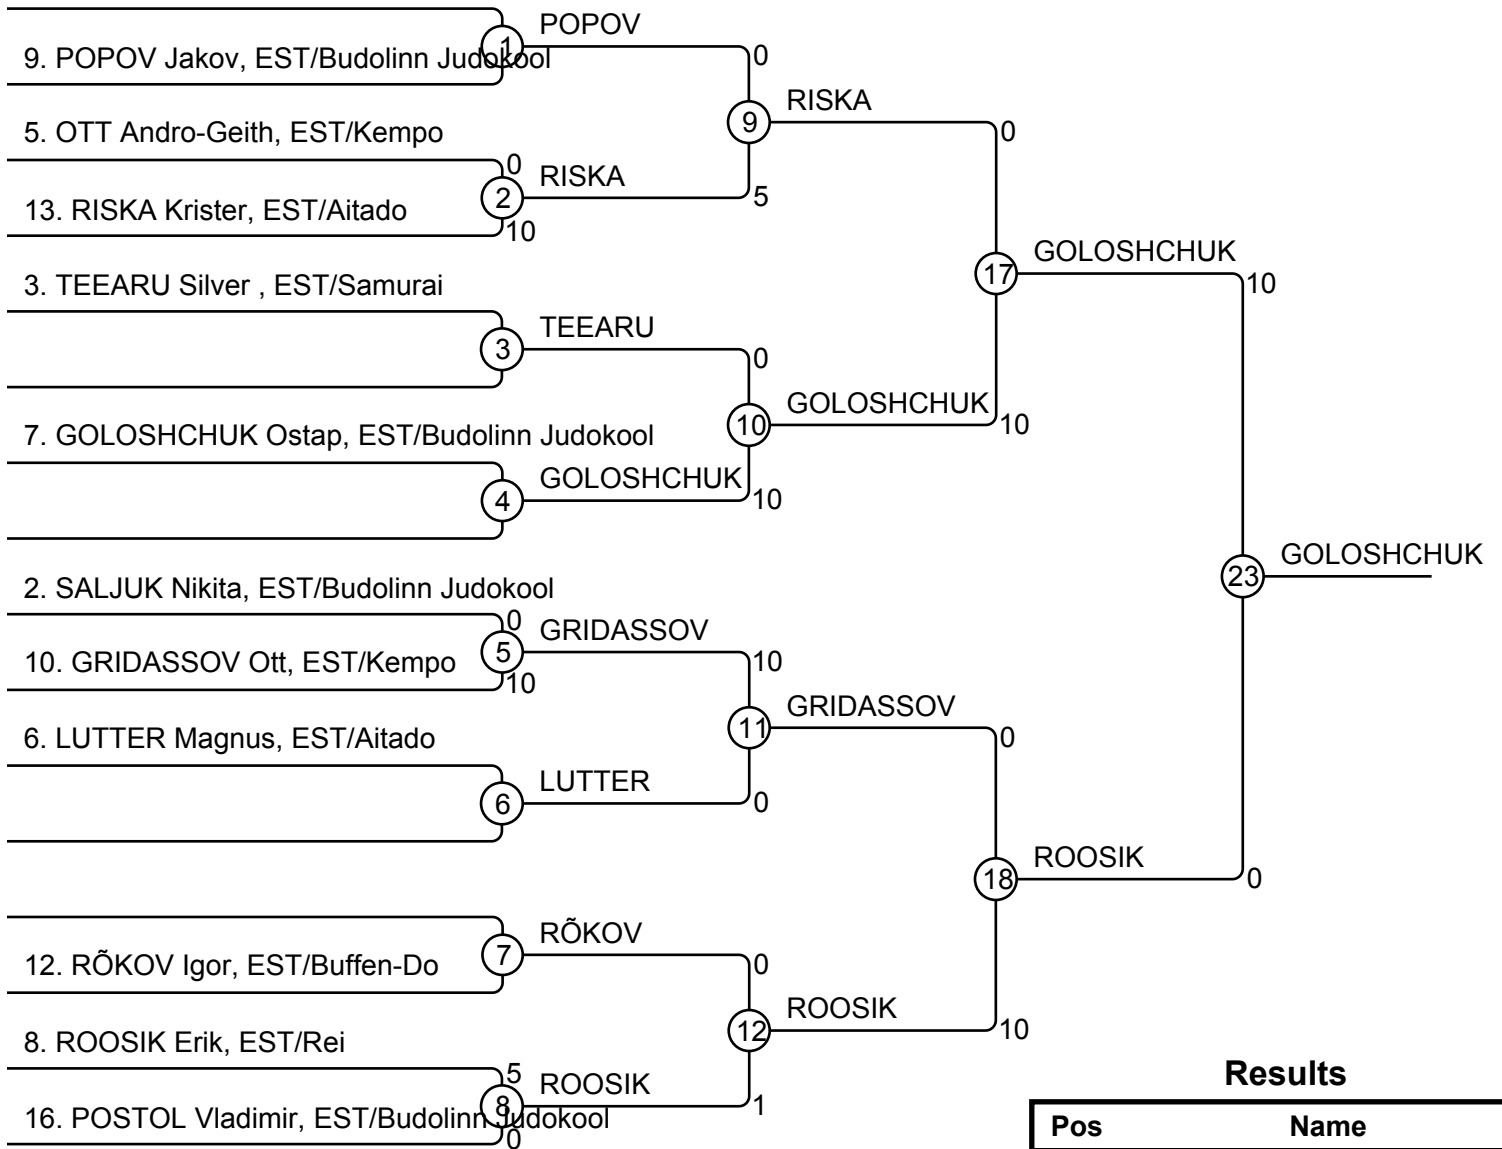 POPOV
1
9. POPOV Jakov, EST/Budolinn Judokool
0
RISKA
9
0
5. OTT Andro-Geith, EST/Kempo
0
RISKA
2
5
13. RISKA Krister, EST/Aitado
10
GOLOSHCHUK
17
10
3. TEEARU Silver , EST/Samurai
TEEARU
3
0
GOLOSHCHUK
10
10
7. GOLOSHCHUK Ostap, EST/Budolinn Judokool
GOLOSHCHUK
4
10
GOLOSHCHUK
23
2. SALJUK Nikita, EST/Budolinn Judokool
0
GRIDASSOV
5
10
10. GRIDASSOV Ott, EST/Kempo
10
GRIDASSOV
11
0
6. LUTTER Magnus, EST/Aitado
LUTTER
6
0
ROOSIK
18
0
RÕKOV
7
0
12. RÕKOV Igor, EST/Buffen-Do
ROOSIK
12
10
8. ROOSIK Erik, EST/Rei
5
ROOSIK
8
1
16. POSTOL Vladimir, EST/Budolinn Judokool
0
Results
Pos Name